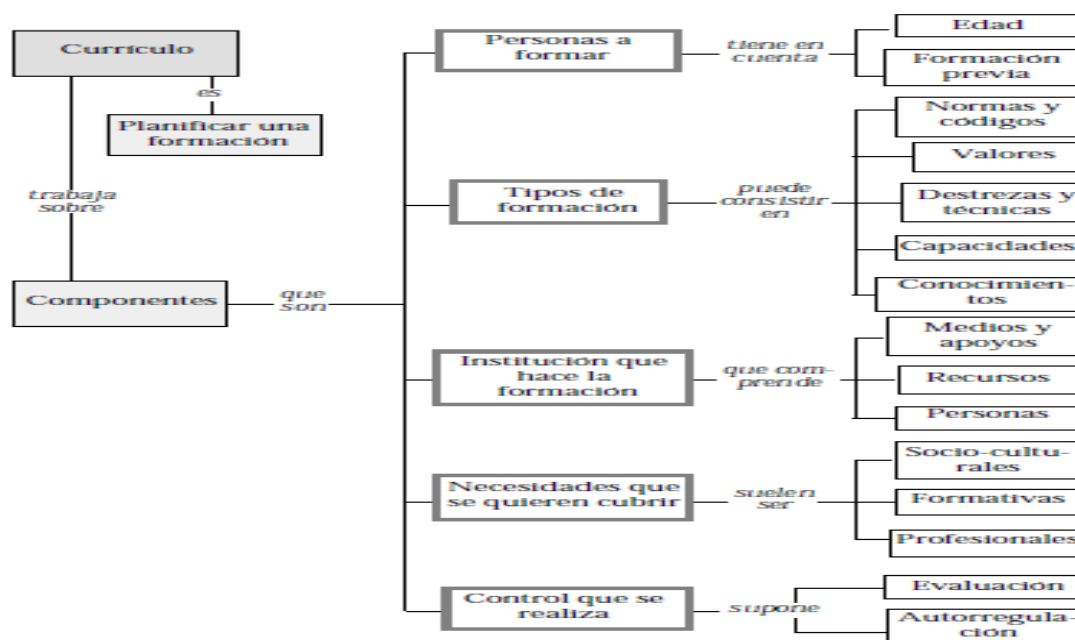 Currículo
es
Planificar una
formación
trabaja
sobre
Componentes
que
son
Personas a
formar
tiene en
cuenta
Edad
Formación
previa
Tipos de
formación
puede
consistir
en
Normas y
códigos
Valores
Destrezas y
técnicas
Capacidades
Conocimien-
tos
Institución que
hace la
formación
que com-
prende
Medios y
apoyos
Recursos
Personas
Necesidades que
se quieren cubrir
suelen
ser
Socio-cultu-
rales
Formativas
Profesionales
Control que se
realiza
supone
Evaluación
Autorregula-
ción